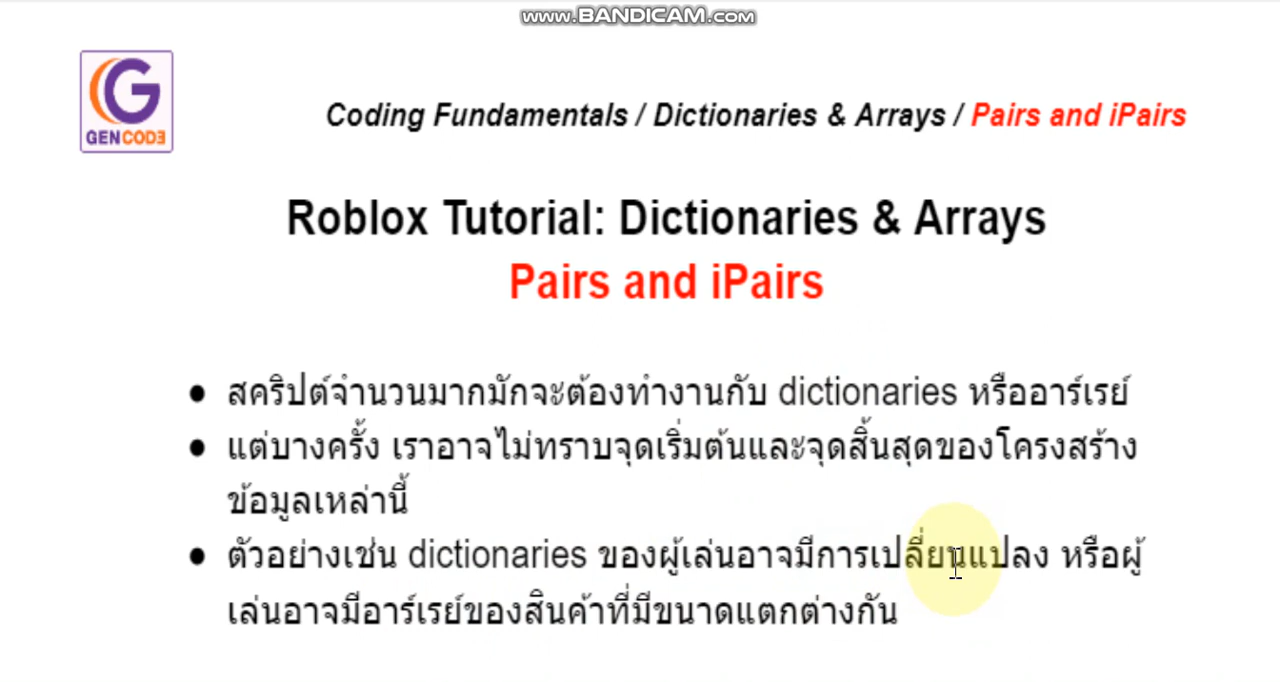 www.BANDICAM.com
GENCODE
Coding Fundamentals / Dictionaries & Arrays / Pairs and iPairs
Roblox Tutorial: Dictionaries & Arrays
Pairs and iPairs
● สคริปต์จำนวนมากมักจะต้องทำงานกับ dictionaries หรืออาร์เรย์
● แต่บางครั้ง เราอาจไม่ทราบจุดเริ่มต้นและจุดสิ้นสุดของโครงสร้าง
ข้อมูลเหล่านี้
● ตัวอย่างเช่น dictionaries ของผู้เล่นอาจมีการเปลี่ยนแปลง หรือผู้
เล่นอาจมีอาร์เรย์ของสินค้าที่มีขนาดแตกต่างกัน